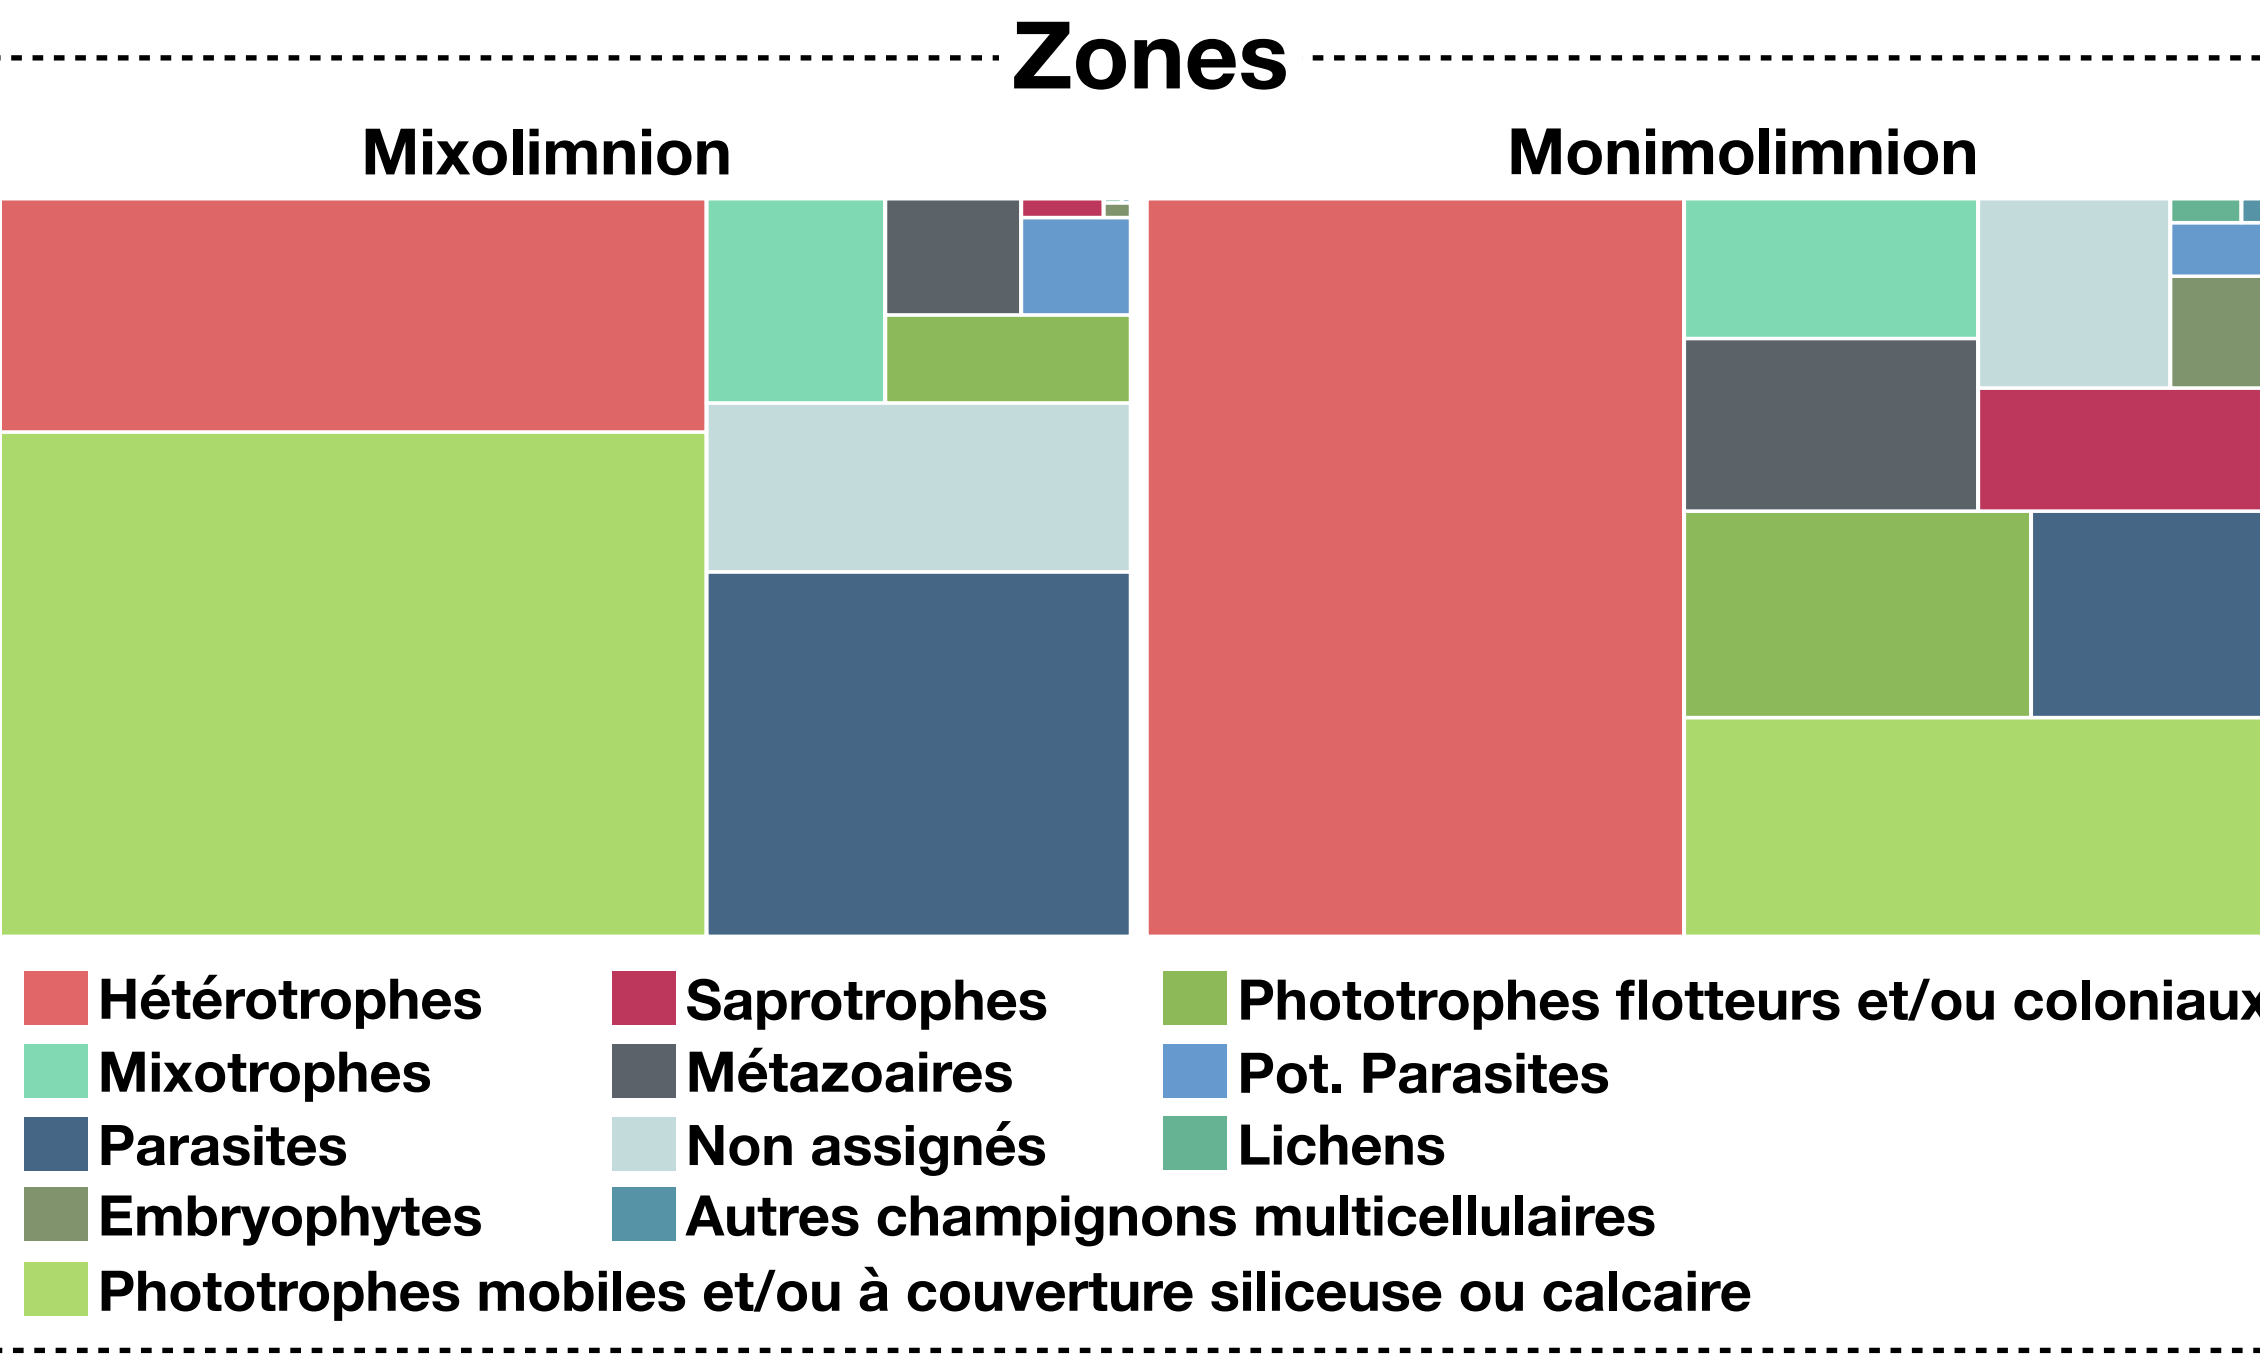 Zones
Mixolimnion Monimolimnion
Hétérotrophes Saprotrophes Phototrophes flotteurs et/ou coloniaux
Mixotrophes Métazoaires Pot. Parasites
Parasites Non assignés Lichens
Embryophytes Autres champignons multicellulaires
Phototrophes mobiles et/ou à couverture siliceuse ou calcaire